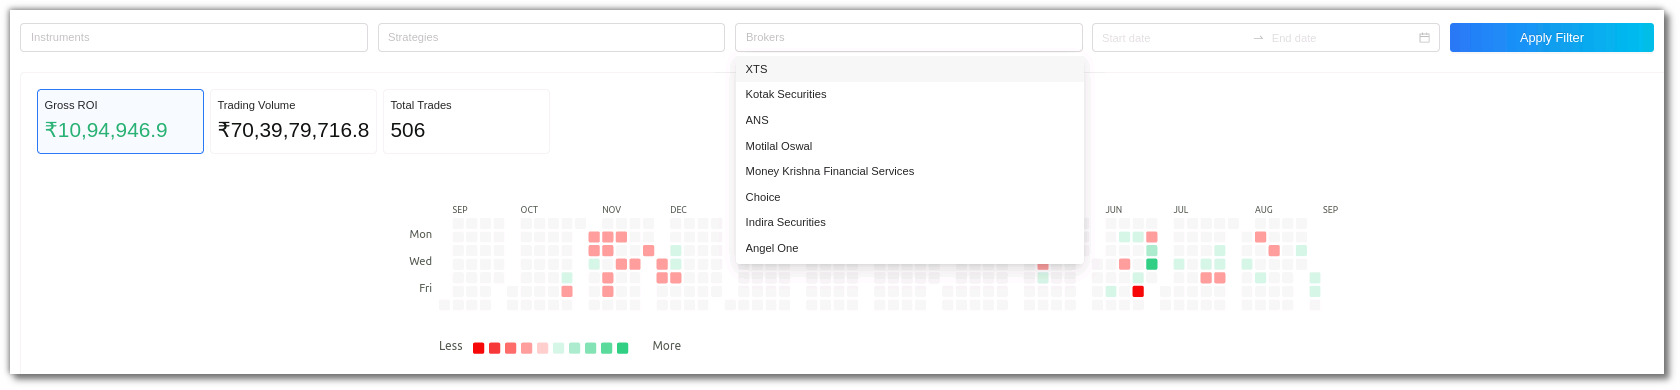 Instruments
Strategies
Brokers
Start date
End date
Apply Filter
XTS
Kotak Securities
ANS
Motilal Oswal
Money Krishna Financial Services
Choice
Indira Securities
Angel One
Gross ROI
₹10,94,946.9
Trading Volume
₹70,39,79,716.8
Total Trades
506
SEP OCT NOV DEC JUN JUL AUG SEP
Mon
Wed
Fri
Less More